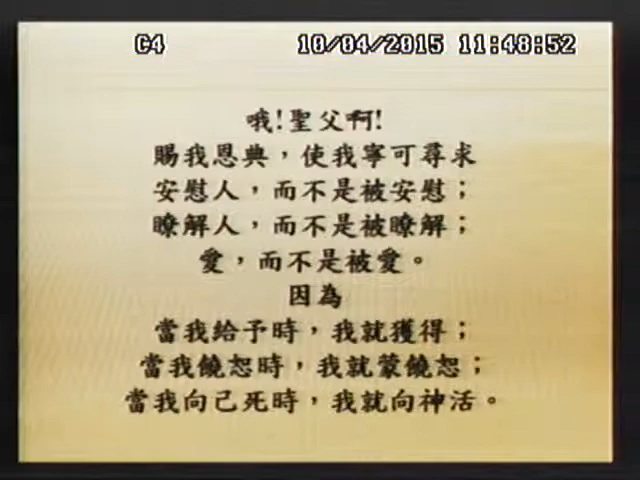 C4 10/04/2015 11:48:52
哦!聖父啊!
賜我恩典，使我寧可尋求
安慰人，而不是被安慰；
瞭解人，而不是被瞭解；
愛，而不是被愛。
因為
當我給予時，我就獲得；
當我饒恕時，我就蒙饒恕；
當我向己死時，我就向神活。